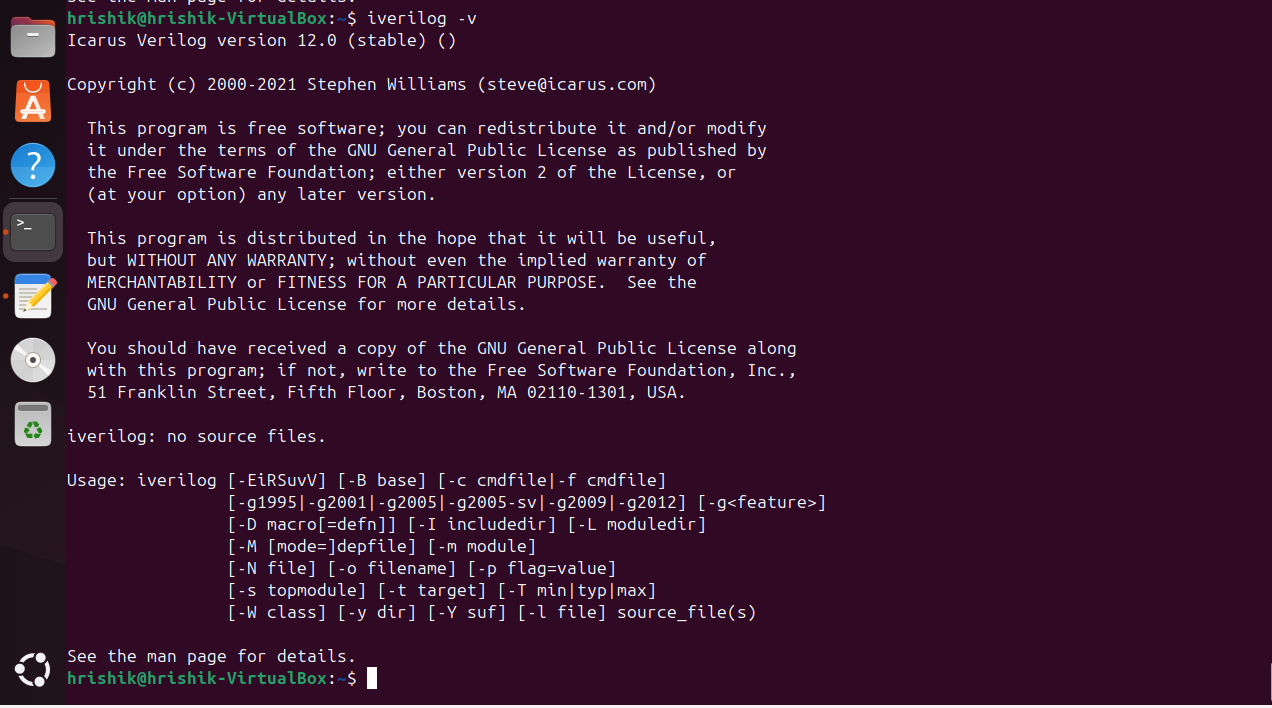 See the man page for details.
hrishik@hrishik-VirtualBox:~$ iverilog -v
Icarus Verilog version 12.0 (stable) ()
Copyright (c) 2000-2021 Stephen Williams (steve@icarus.com)
This program is free software; you can redistribute it and/or modify
it under the terms of the GNU General Public License as published by
the Free Software Foundation; either version 2 of the License, or
(at your option) any later version.
This program is distributed in the hope that it will be useful,
but WITHOUT ANY WARRANTY; without even the implied warranty of
MERCHANTABILITY or FITNESS FOR A PARTICULAR PURPOSE.  See the
GNU General Public License for more details.
You should have received a copy of the GNU General Public License along
with this program; if not, write to the Free Software Foundation, Inc.,
51 Franklin Street, Fifth Floor, Boston, MA 02110-1301, USA.
iverilog: no source files.
Usage: iverilog [-EiRSuvV] [-B base] [-c cmdfile|-f cmdfile]
[-g1995|-g2001|-g2005|-g2005-sv|-g2009|-g2012] [-g<feature>]
[-D macro[=defn]] [-I includedir] [-L moduledir]
[-M [mode=]depfile] [-m module]
[-N file] [-o filename] [-p flag=value]
[-s topmodule] [-t target] [-T min|typ|max]
[-W class] [-y dir] [-Y suf] [-l file] source_file(s)
See the man page for details.
hrishik@hrishik-VirtualBox:~$